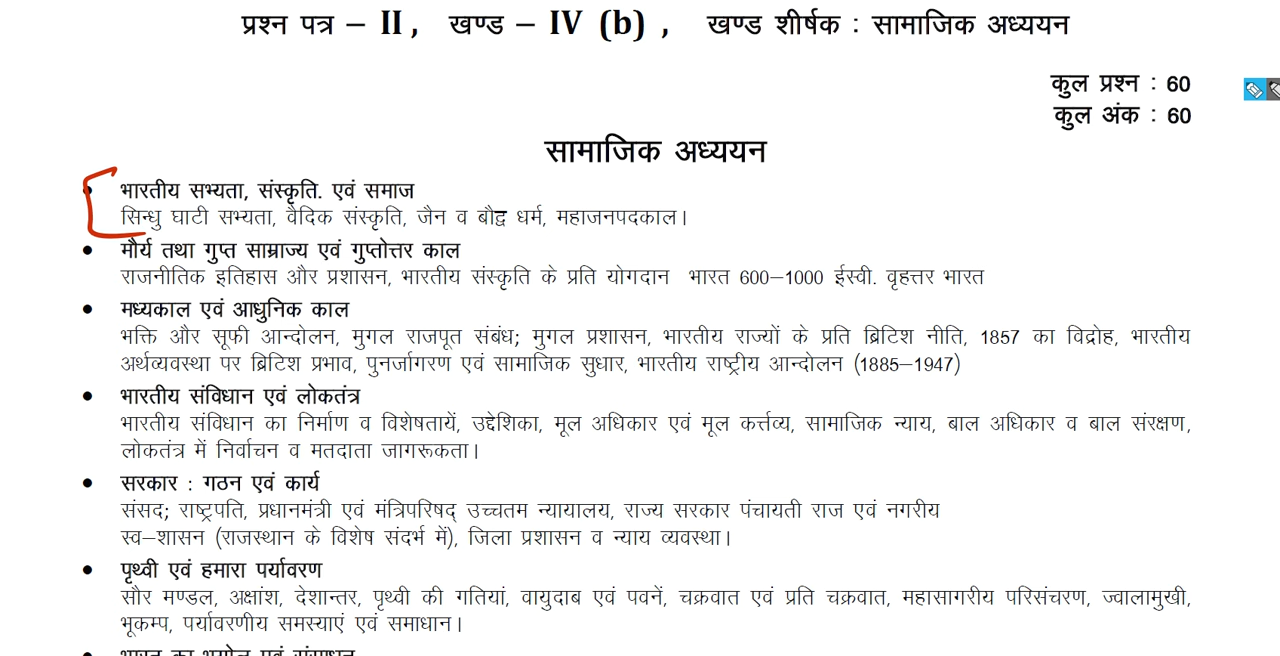 प्रश्न पत्र – II, खण्ड – IV (b), खण्ड शीर्षक : सामाजिक अध्ययन
कुल प्रश्न : 60
कुल अंक : 60
सामाजिक अध्ययन
• भारतीय सभ्यता, संस्कृति. एवं समाज
सिन्धु घाटी सभ्यता, वैदिक संस्कृति, जैन व बौद्व धर्म, महाजनपदकाल।
• मौर्य तथा गुप्त साम्राज्य एवं गुप्तोत्तर काल
राजनीतिक इतिहास और प्रशासन, भारतीय संस्कृति के प्रति योगदान भारत 600–1000 ईस्वी. वृहत्तर भारत
• मध्यकाल एवं आधुनिक काल
भक्ति और सूफी आन्दोलन, मुगल राजपूत संबंध; मुगल प्रशासन, भारतीय राज्यों के प्रति ब्रिटिश नीति, 1857 का विद्रोह, भारतीय
अर्थव्यवस्था पर ब्रिटिश प्रभाव, पुनर्जागरण एवं सामाजिक सुधार, भारतीय राष्ट्रीय आन्दोलन (1885–1947)
• भारतीय संविधान एवं लोकतंत्र
भारतीय संविधान का निर्माण व विशेषतायें, उद्देशिका, मूल अधिकार एवं मूल कर्त्तव्य, सामाजिक न्याय, बाल अधिकार व बाल संरक्षण,
लोकतंत्र में निर्वाचन व मतदाता जागरूकता।
• सरकार : गठन एवं कार्य
संसद; राष्ट्रपति, प्रधानमंत्री एवं मंत्रिपरिषद् उच्चतम न्यायालय, राज्य सरकार पंचायती राज एवं नगरीय
स्व–शासन (राजस्थान के विशेष संदर्भ में), जिला प्रशासन व न्याय व्यवस्था।
• पृथ्वी एवं हमारा पर्यावरण
सौर मण्डल, अक्षांश, देशान्तर, पृथ्वी की गतियां, वायुदाब एवं पवनें, चक्रवात एवं प्रति चक्रवात, महासागरीय परिसंचरण, ज्वालामुखी,
भूकम्प, पर्यावरणीय समस्याएं एवं समाधान।
• भारत का भूगोल एवं संसाधन